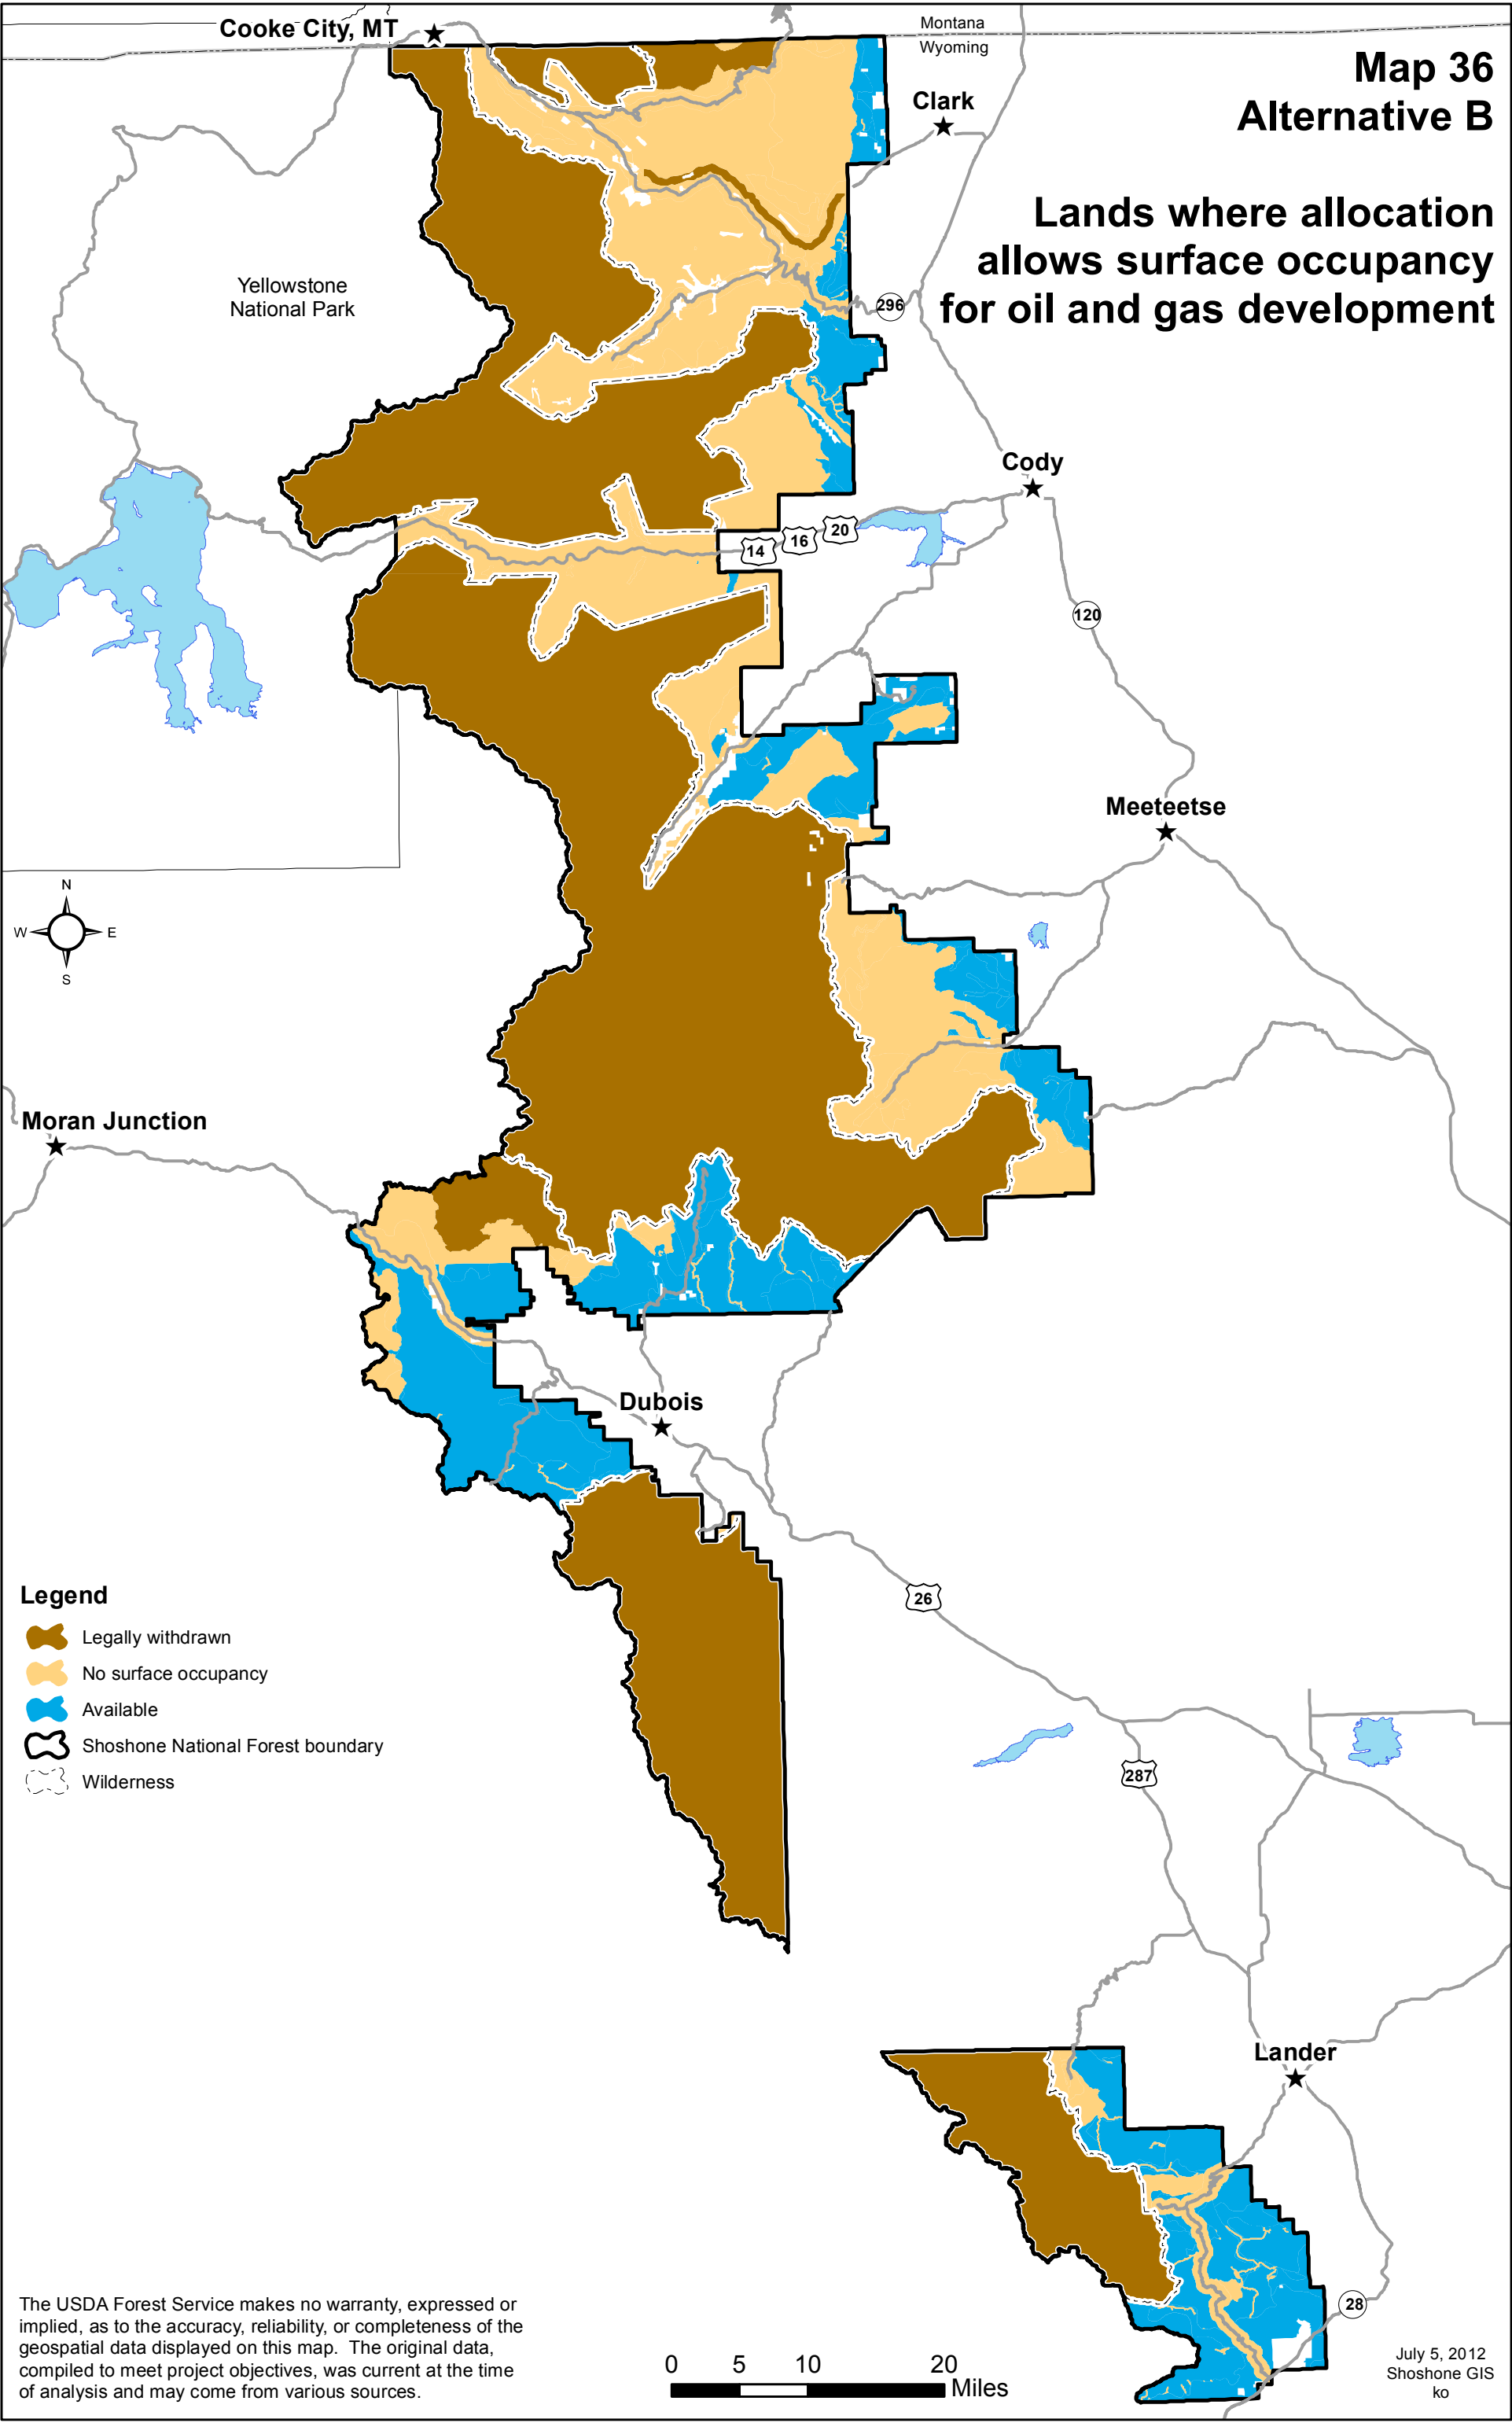 Cooke City, MT
Montana
Wyoming
Map 36
Alternative B
Clark
Lands where allocation
allows surface occupancy
for oil and gas development
Yellowstone
National Park
296
Cody
14
16
20
120
Meeteetse
N
W
E
S
Moran Junction
Dubois
26
Legend
Legally withdrawn
No surface occupancy
Available
Shoshone National Forest boundary
Wilderness
287
Lander
28
The USDA Forest Service makes no warranty, expressed or
implied, as to the accuracy, reliability, or completeness of the
geospatial data displayed on this map.  The original data,
compiled to meet project objectives, was current at the time
of analysis and may come from various sources.
0 5 10 20
Miles
July 5, 2012
Shoshone GIS
ko